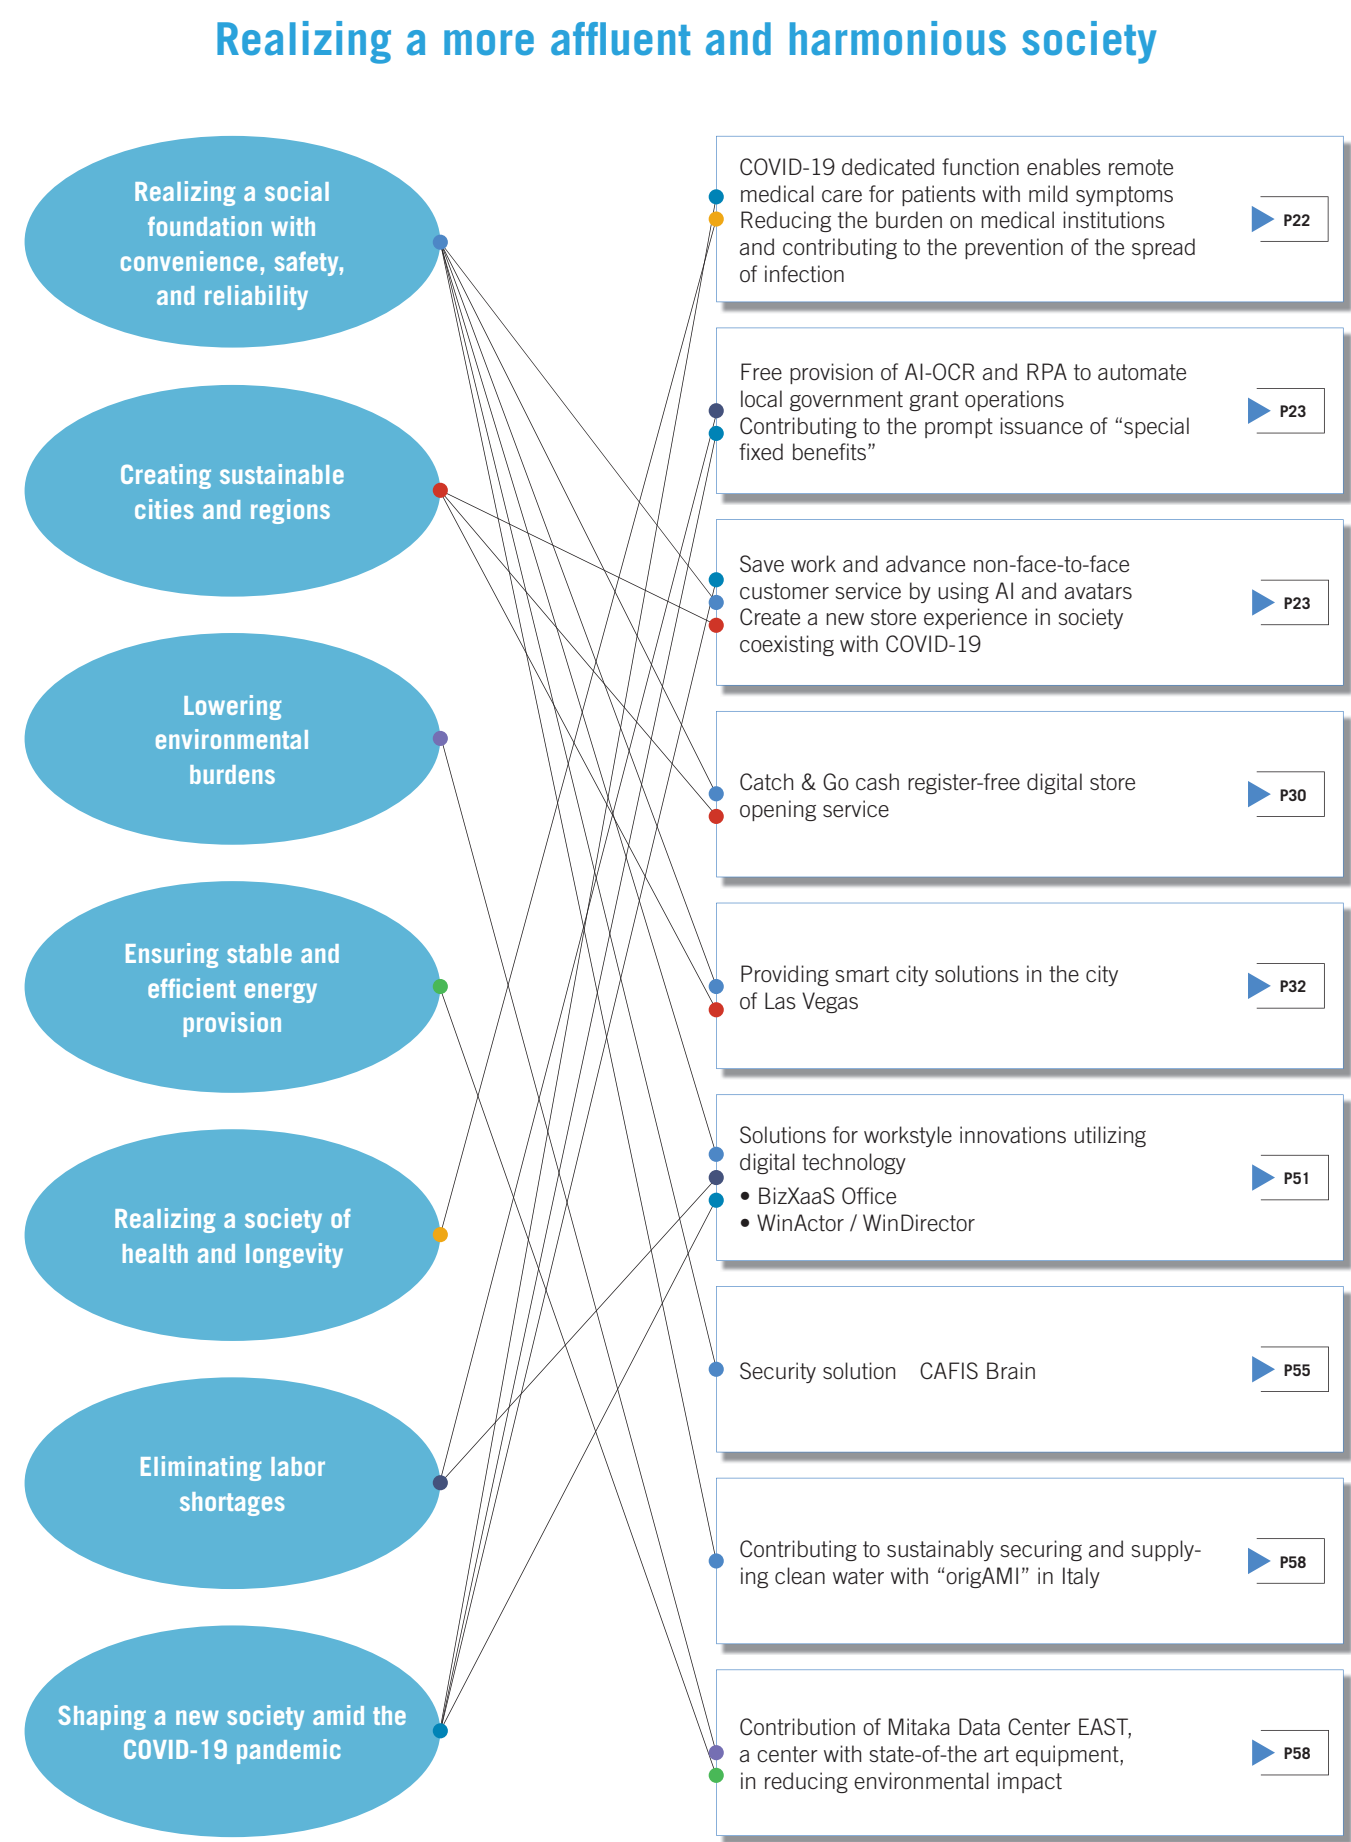 Realizing a more affluent and harmonious society
Realizing a social
foundation with
convenience, safety,
and reliability
Creating sustainable
cities and regions
Lowering
environmental
burdens
Ensuring stable and
efficient energy
provision
Realizing a society of
health and longevity
Eliminating labor
shortages
Shaping a new society amid the
COVID-19 pandemic
COVID-19 dedicated function enables remote
medical care for patients with mild symptoms
Reducing the burden on medical institutions
and contributing to the prevention of the spread
of infection
P22
Free provision of AI-OCR and RPA to automate
local government grant operations
Contributing to the prompt issuance of “special
fixed benefits”
P23
Save work and advance non-face-to-face
customer service by using AI and avatars
Create a new store experience in society
coexisting with COVID-19
P23
Catch & Go cash register-free digital store
opening service
P30
Providing smart city solutions in the city
of Las Vegas
P32
Solutions for workstyle innovations utilizing
digital technology
• BizXaaS Office
• WinActor / WinDirector
P51
Security solution CAFIS Brain
P55
Contributing to sustainably securing and supply-
ing clean water with “origAMI” in Italy
P58
Contribution of Mitaka Data Center EAST,
a center with state-of-the art equipment,
in reducing environmental impact
P58